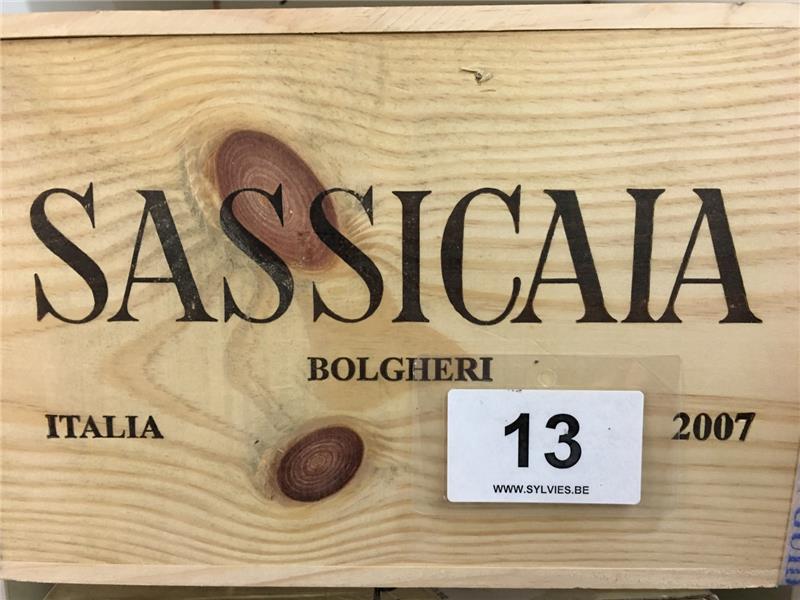 SASSICAIA
BOLGHERI
ITALIA
2007
13
WWW.SYLVIES.BE